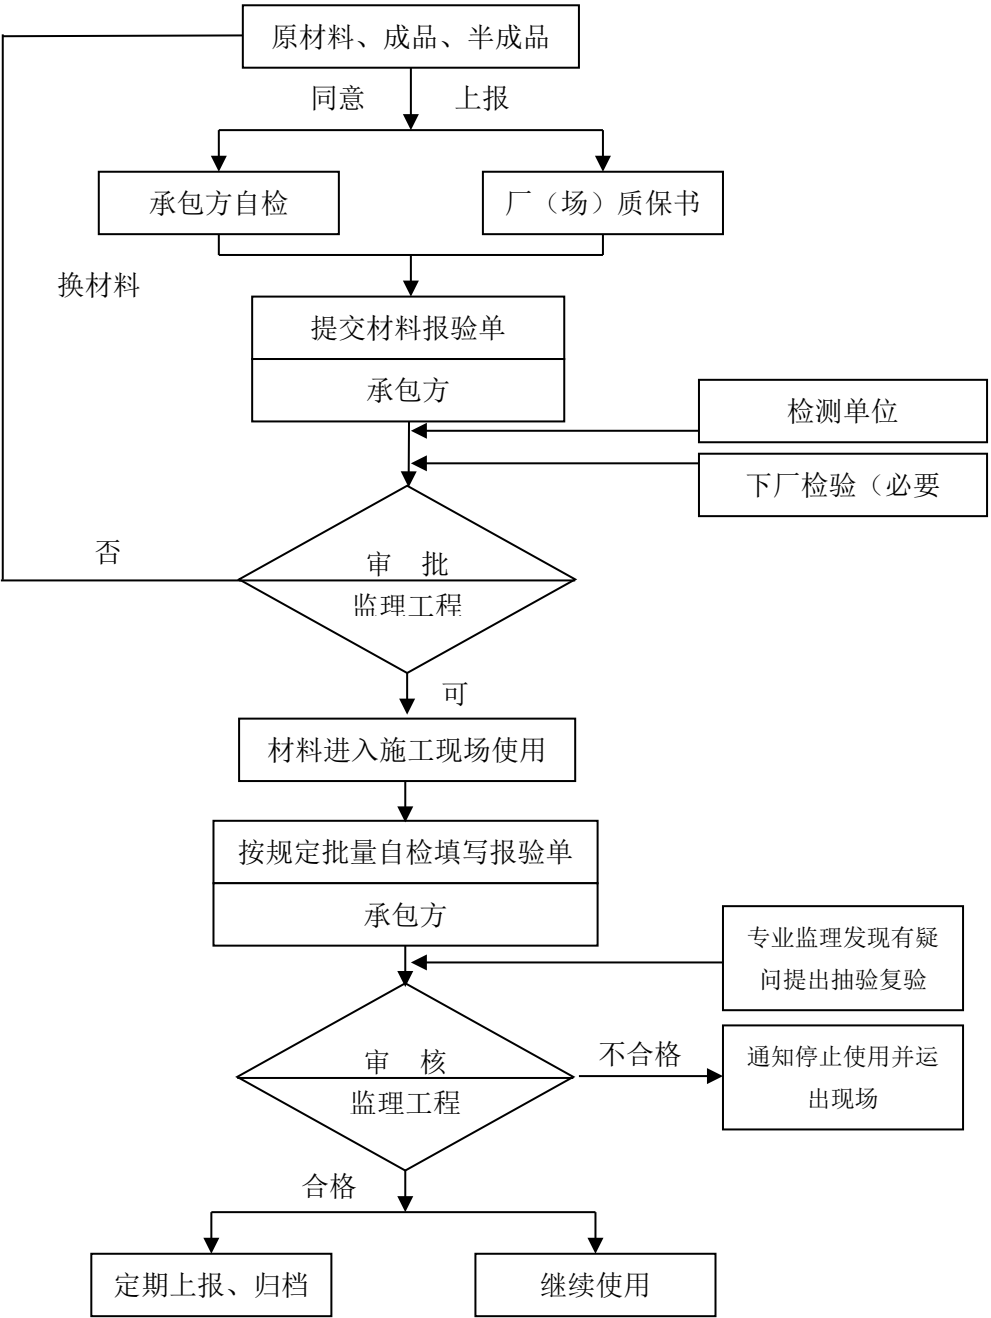 原材料、成品、半成品
同意 上报
承包方自检
厂（场）质保书
换材料
提交材料报验单
承包方
检测单位
下厂检验（必要
否
审 批
监理工程
可
材料进入施工现场使用
按规定批量自检填写报验单
承包方
专业监理发现有疑
问提出抽验复验
审 核
监理工程
不合格
通知停止使用并运
出现场
合格
定期上报、归档
继续使用